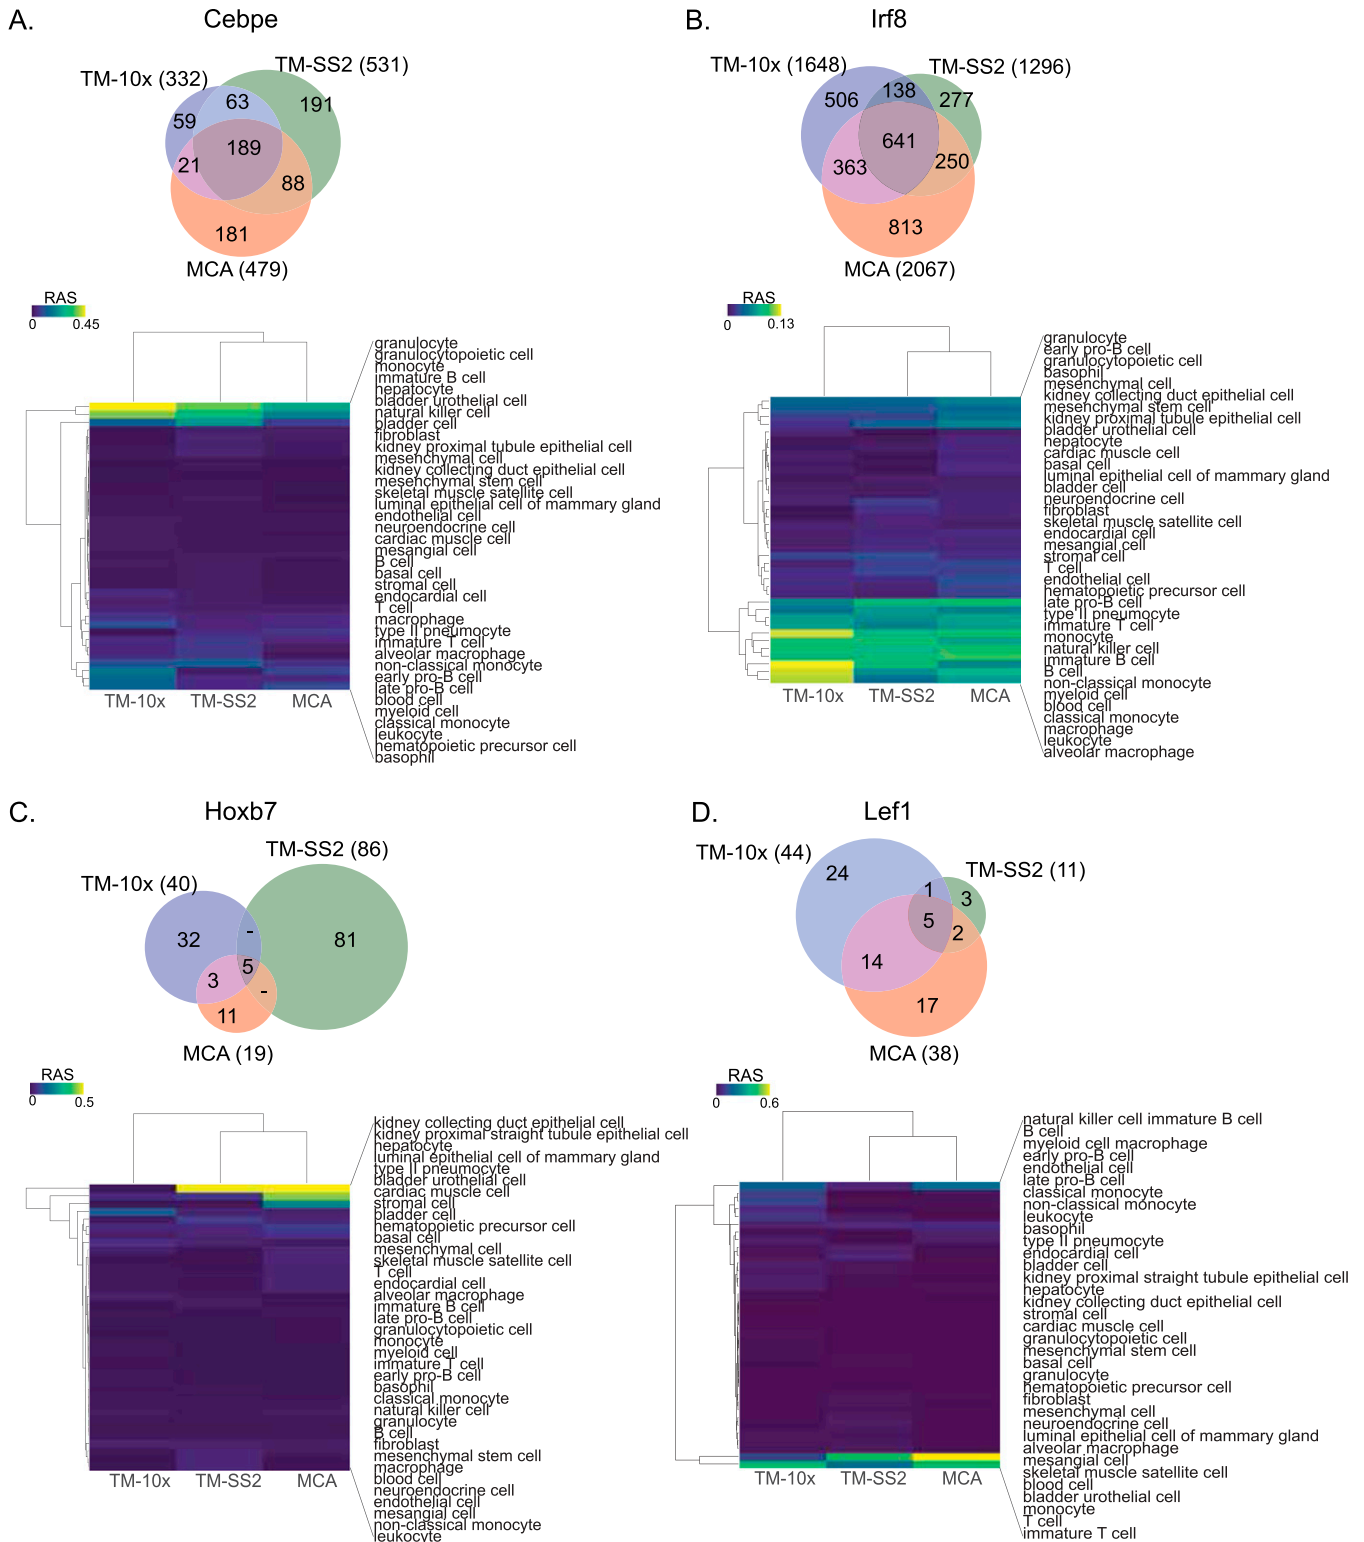 A.
Cebpe
TM-10x (332)
TM-SS2 (531)
63
191
59
189
21
88
181
MCA (479)
RAS
0
0.45
granulocyte
granulocytopoietic cell
monocyte
immature B cell
hepatocyte
bladder urothelial cell
natural killer cell
bladder cell
fibroblast
kidney proximal tubule epithelial cell
mesenchymal cell
kidney collecting duct epithelial cell
mesenchymal stem cell
skeletal muscle satellite cell
luminal epithelial cell of mammary gland
endothelial cell
neuroendocrine cell
cardiac muscle cell
mesangial cell
B cell
basal cell
stromal cell
endocardial cell
T cell
macrophage
type II pneumocyte
immature T cell
alveolar macrophage
non-classical monocyte
early pro-B cell
late pro-B cell
blood cell
myeloid cell
classical monocyte
leukocyte
hematopoietic precursor cell
basophil
TM-10x
TM-SS2
MCA
B.
Irf8
TM-10x (1648)
TM-SS2 (1296)
506
138
277
641
363
250
813
MCA (2067)
RAS
0
0.13
granulocyte
early pro-B cell
granulocytopoietic cell
basophil
mesenchymal cell
kidney collecting duct epithelial cell
mesenchymal stem cell
kidney proximal tubule epithelial cell
bladder urothelial cell
hepatocyte
cardiac muscle cell
basal cell
luminal epithelial cell of mammary gland
bladder cell
neuroendocrine cell
fibroblast
skeletal muscle satellite cell
endocardial cell
mesangial cell
stromal cell
T cell
endothelial cell
hematopoietic precursor cell
late pro-B cell
type II pneumocyte
immature T cell
monocyte
natural killer cell
immature B cell
B cell
non-classical monocyte
myeloid cell
blood cell
classical monocyte
macrophage
leukocyte
alveolar macrophage
TM-10x
TM-SS2
MCA
C.
Hoxb7
TM-SS2 (86)
TM-10x (40)
32
-
81
5
3
-
11
MCA (19)
RAS
0
0.5
kidney collecting duct epithelial cell
kidney proximal straight tubule epithelial cell
hepatocyte
luminal epithelial cell of mammary gland
type II pneumocyte
bladder urothelial cell
cardiac muscle cell
stromal cell
bladder cell
hematopoietic precursor cell
basal cell
mesenchymal cell
skeletal muscle satellite cell
T cell
endocardial cell
alveolar macrophage
immature B cell
late pro-B cell
granulocytopoietic cell
monocyte
myeloid cell
immature T cell
early pro-B cell
basophil
classical monocyte
natural killer cell
granulocyte
B cell
fibroblast
mesenchymal stem cell
macrophage
blood cell
neuroendocrine cell
endothelial cell
mesangial cell
non-classical monocyte
leukocyte
TM-10x
TM-SS2
MCA
D.
Lef1
TM-10x (44)
TM-SS2 (11)
24
1
3
5
2
14
17
MCA (38)
RAS
0
0.6
natural killer cell immature B cell
B cell
myeloid cell macrophage
early pro-B cell
endothelial cell
late pro-B cell
classical monocyte
non-classical monocyte
leukocyte
basophil
type II pneumocyte
endocardial cell
bladder cell
kidney proximal straight tubule epithelial cell
hepatocyte
kidney collecting duct epithelial cell
stromal cell
cardiac muscle cell
granulocytopoietic cell
mesenchymal stem cell
basal cell
granulocyte
hematopoietic precursor cell
fibroblast
mesenchymal cell
neuroendocrine cell
luminal epithelial cell of mammary gland
alveolar macrophage
mesangial cell
skeletal muscle satellite cell
blood cell
bladder urothelial cell
monocyte
T cell
immature T cell
TM-10x
TM-SS2
MCA